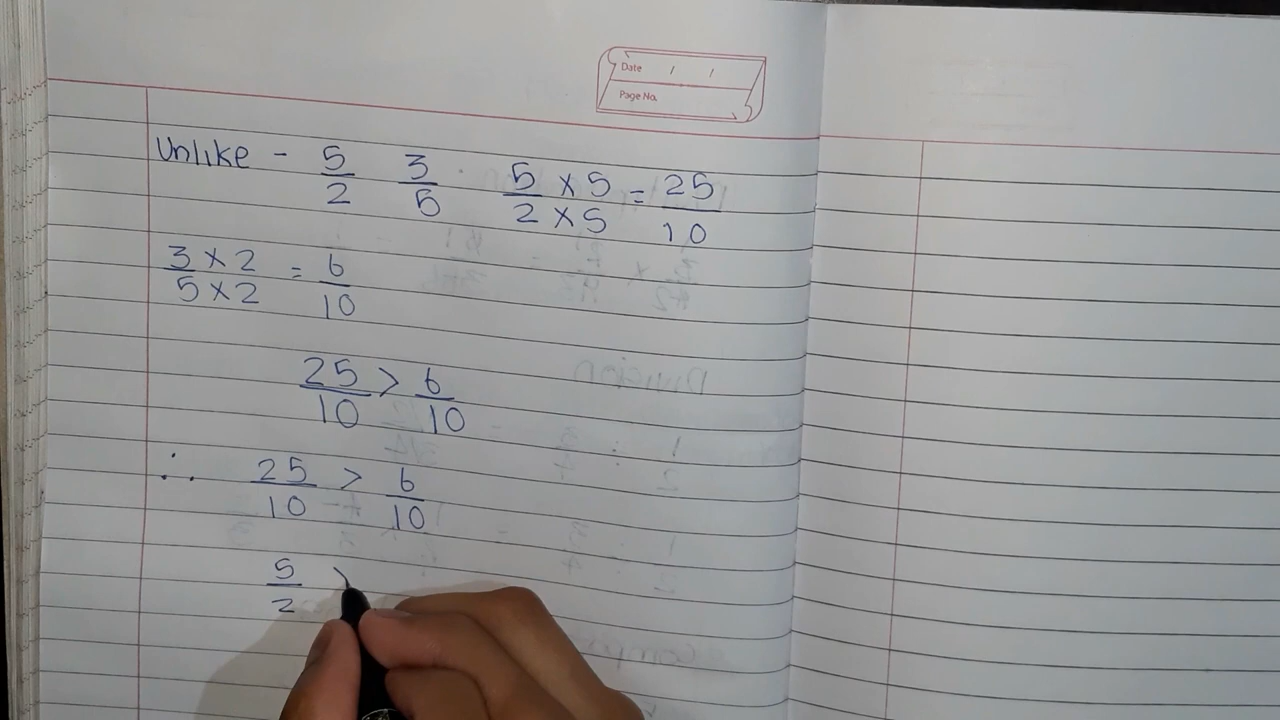 Date / /
Page No.
Unlike - 5/2 3/5 5 × 5 / 2 × 5 = 25/10
3 × 2 / 5 × 2 = 6/10
25/10 > 6/10
∴ 25/10 > 6/10
5/2 >